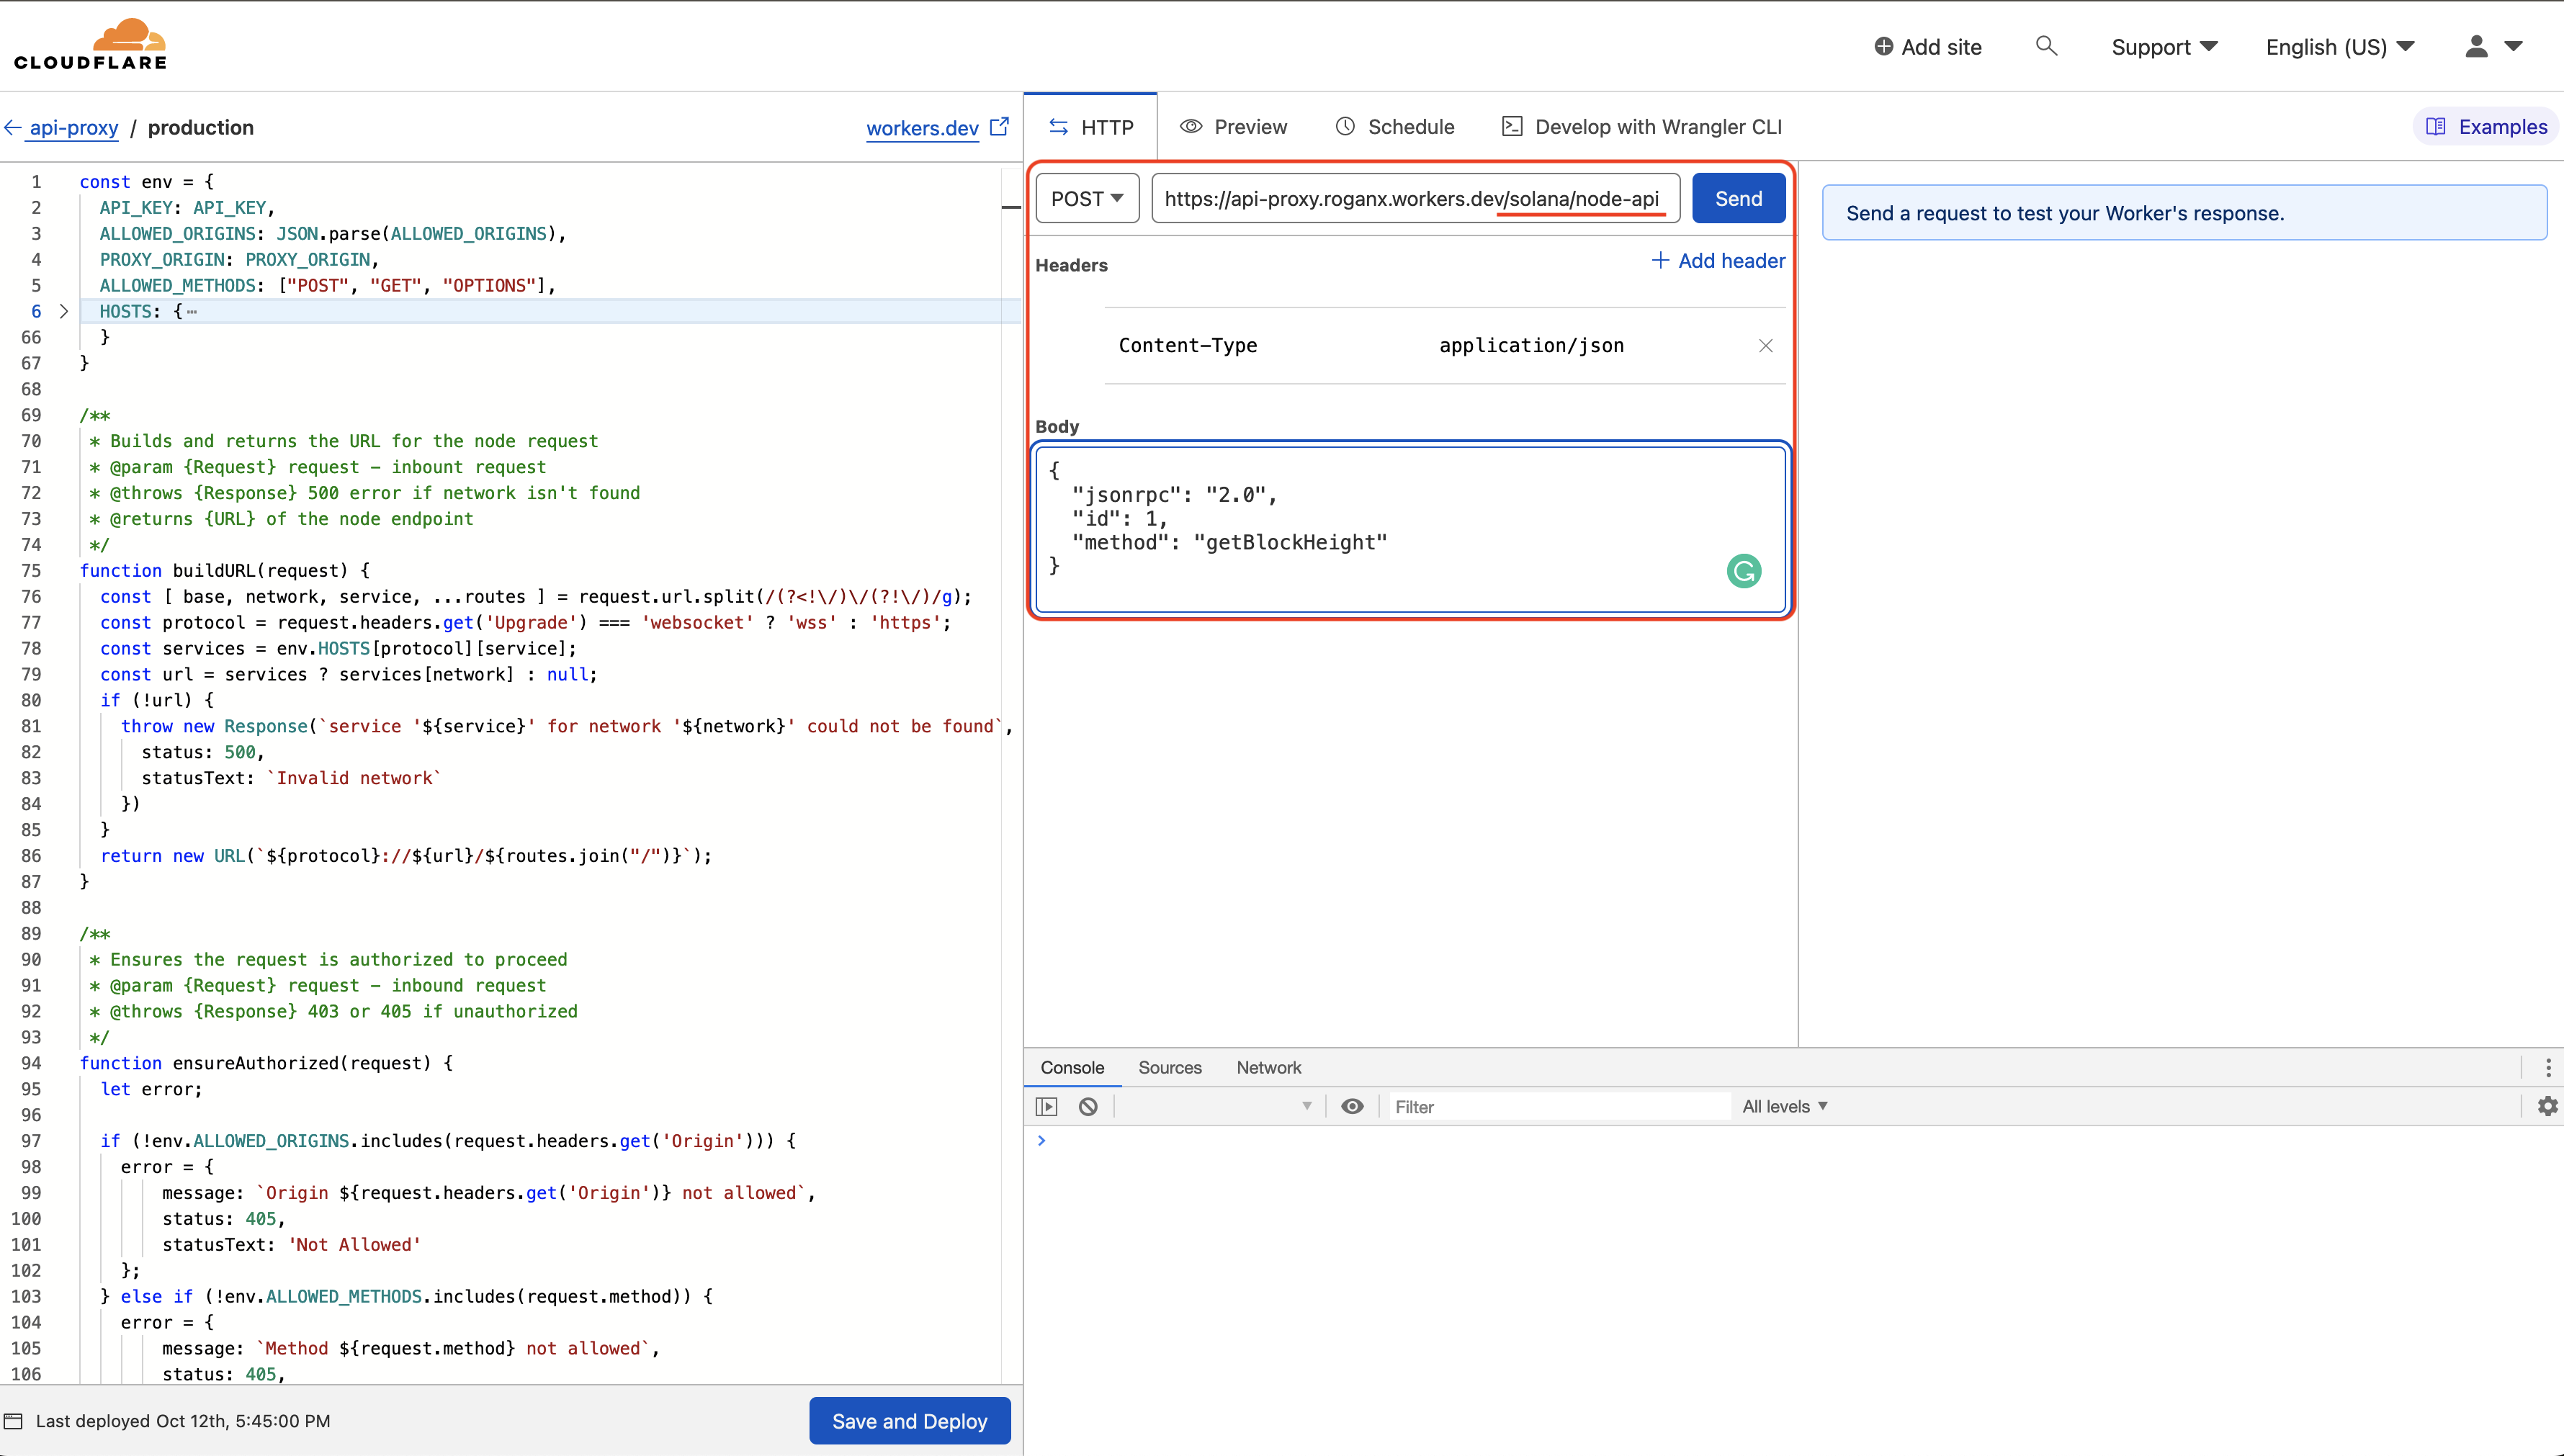 CLOUDFLARE
Add site
Support
English (US)
api-proxy / production
workers.dev
HTTP
Preview
Schedule
Develop with Wrangler CLI
Examples
1 const env = {
2 API_KEY: API_KEY,
3 ALLOWED_ORIGINS: JSON.parse(ALLOWED_ORIGINS),
4 PROXY_ORIGIN: PROXY_ORIGIN,
5 ALLOWED_METHODS: ["POST", "GET", "OPTIONS"],
6 HOSTS: {⋯
66 }
67 }
68
69 /**
70 * Builds and returns the URL for the node request
71 * @param {Request} request - inbount request
72 * @throws {Response} 500 error if network isn't found
73 * @returns {URL} of the node endpoint
74 */
75 function buildURL(request) {
76 const [ base, network, service, ...routes ] = request.url.split(/(?<!\/)\/(?!\/)/g);
77 const protocol = request.headers.get('Upgrade') === 'websocket' ? 'wss' : 'https';
78 const services = env.HOSTS[protocol][service];
79 const url = services ? services[network] : null;
80 if (!url) {
81 throw new Response(`service '${service}' for network '${network}' could not be found`,
82 status: 500,
83 statusText: `Invalid network`
84 })
85 }
86 return new URL(`${protocol}://${url}/${routes.join("/")}`);
87 }
88
89 /**
90 * Ensures the request is authorized to proceed
91 * @param {Request} request - inbound request
92 * @throws {Response} 403 or 405 if unauthorized
93 */
94 function ensureAuthorized(request) {
95 let error;
96
97 if (!env.ALLOWED_ORIGINS.includes(request.headers.get('Origin'))) {
98 error = {
99 message: `Origin ${request.headers.get('Origin')} not allowed`,
100 status: 405,
101 statusText: 'Not Allowed'
102 };
103 } else if (!env.ALLOWED_METHODS.includes(request.method)) {
104 error = {
105 message: `Method ${request.method} not allowed`,
106 status: 405,
Last deployed Oct 12th, 5:45:00 PM
Save and Deploy
POST
https://api-proxy.roganx.workers.dev/solana/node-api
Send
Headers
Add header
Content-Type application/json
Body
{
"jsonrpc": "2.0",
"id": 1,
"method": "getBlockHeight"
}
Send a request to test your Worker's response.
Console
Sources
Network
Filter
All levels